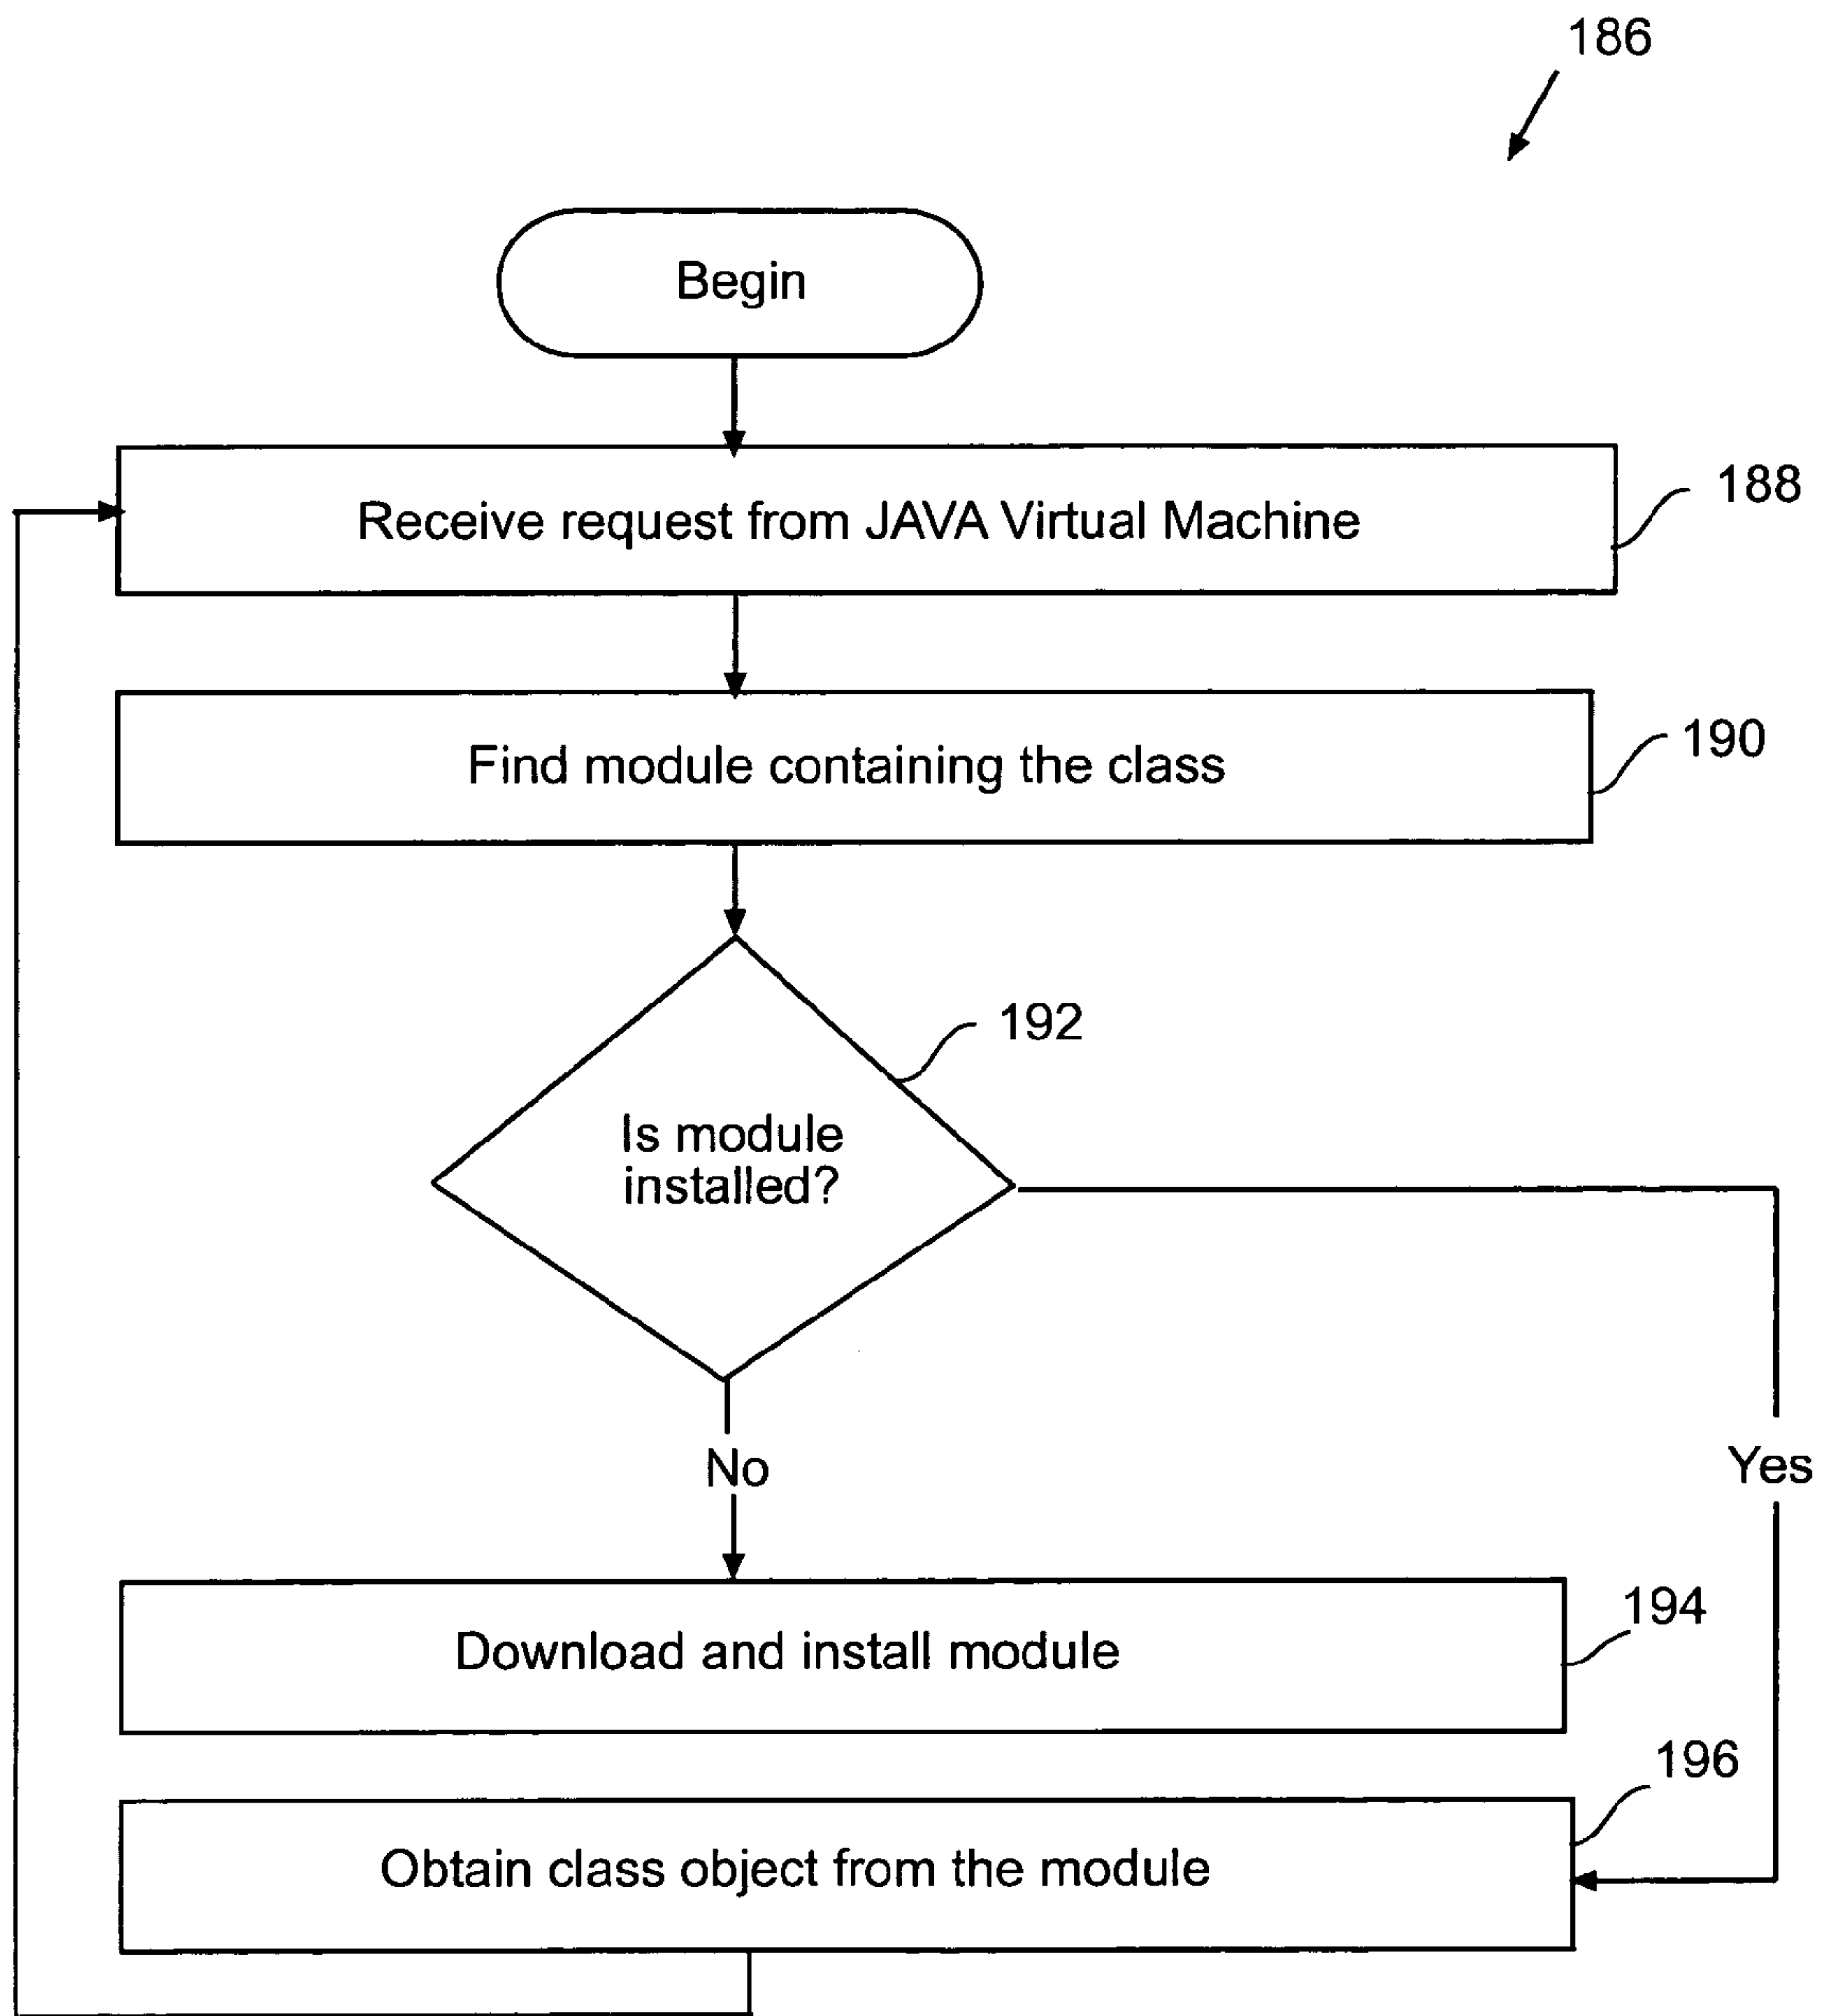 186
Begin
Receive request from JAVA Virtual Machine
188
Find module containing the class
190
192
Is module
installed?
No
Yes
Download and install module
194
196
Obtain class object from the module